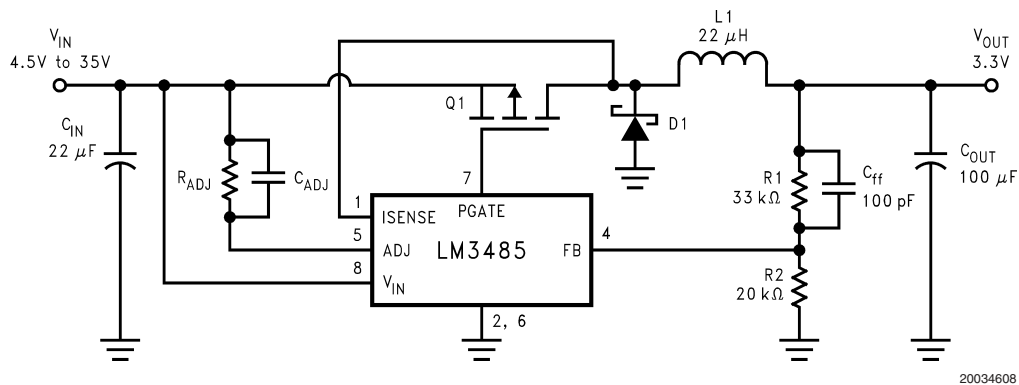 L1
22 μH
V_IN
4.5V to 35V
V_OUT
3.3V
Q1
D1
C_IN
22 μF
R_ADJ
C_ADJ
7
R1
33 kΩ
C_ff
100 pF
C_OUT
100 μF
1
ISENSE
PGATE
5
ADJ
LM3485
FB
4
8
V_IN
R2
20 kΩ
2, 6
20034608